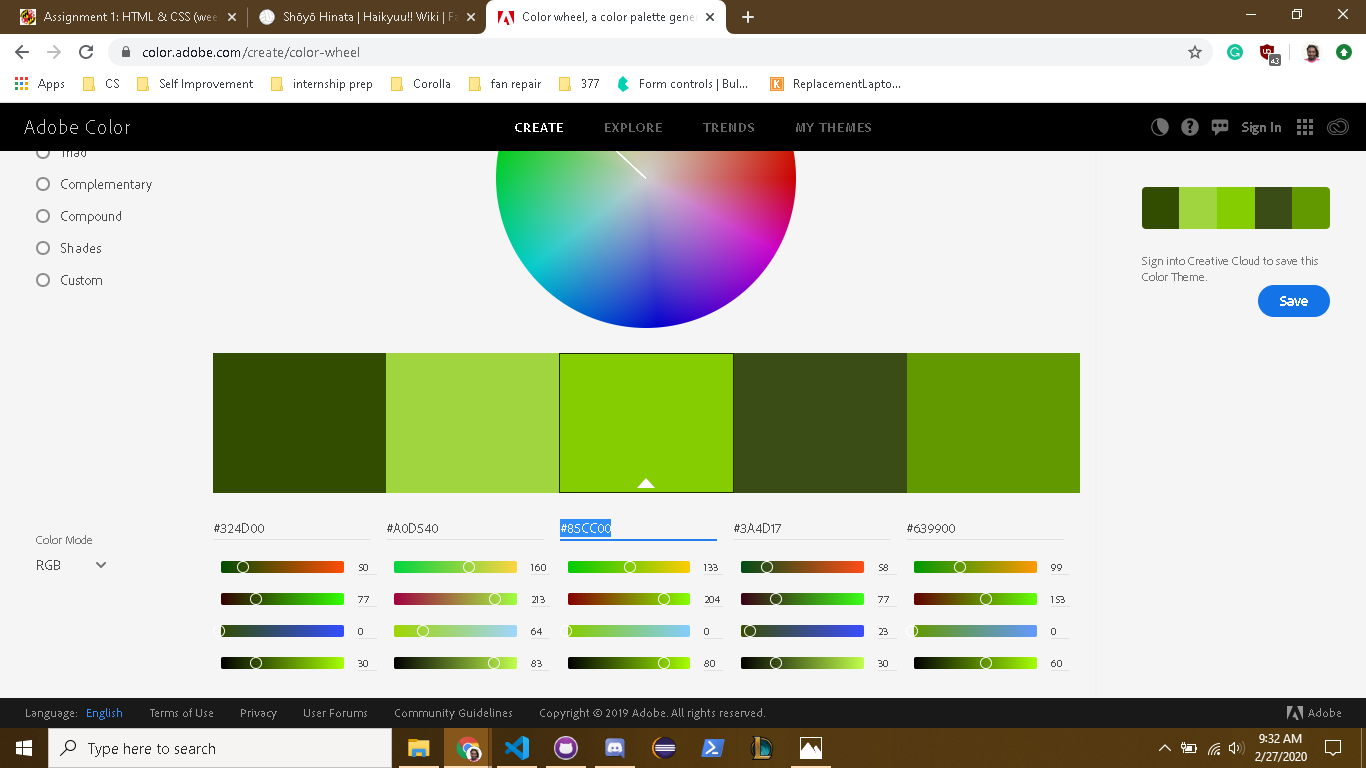 Assignment 1: HTML & CSS (wee
Shōyō Hinata | Haikyuu!! Wiki | Fa
Color wheel, a color palette gene
color.adobe.com/create/color-wheel
43
Apps CS Self Improvement internship prep Corolla fan repair 377 Form controls | Bul... ReplacementLapto...
Adobe Color CREATE EXPLORE TRENDS MY THEMES Sign In
Triad
Complementary
Compound
Shades
Custom
Sign into Creative Cloud to save this
Color Theme.
Save
#324D00 #A0D540 #85CC00 #3A4D17 #639900
Color Mode
RGB
50 160 133 58 99
77 213 204 77 153
0 64 0 23 0
30 83 80 30 60
Language: English Terms of Use Privacy User Forums Community Guidelines Copyright © 2019 Adobe. All rights reserved. Adobe
Type here to search
9:32 AM
2/27/2020